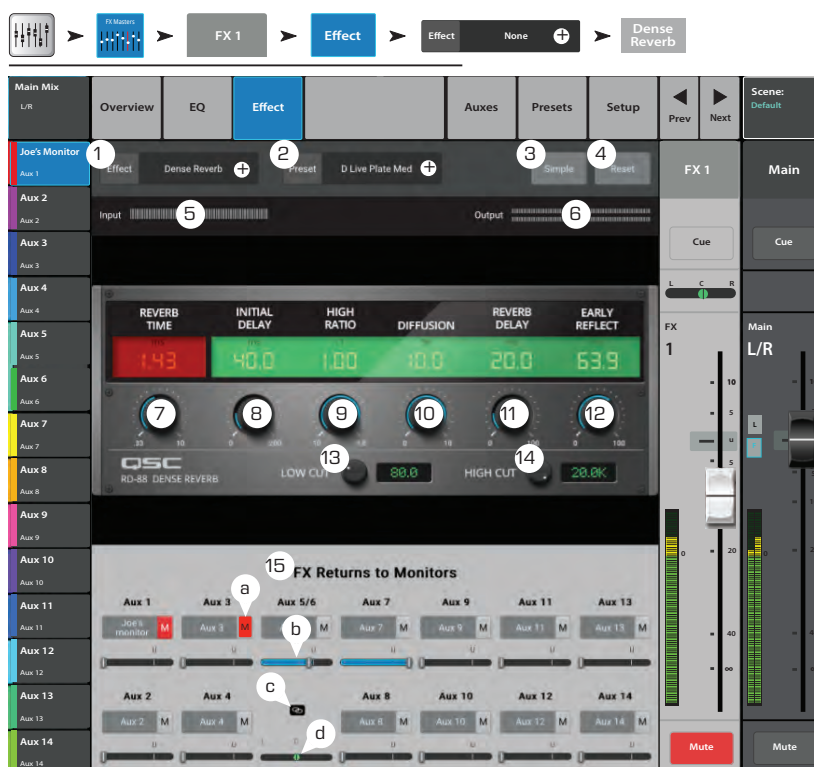 FX Masters
FX 1
Effect
Effect None +
Dense
Reverb
Main Mix
L/R
Overview EQ Effect Auxes Presets Setup
Prev Next
Scene:
Default
Joe's Monitor
Aux 1
Aux 2
Aux 2
Aux 3
Aux 3
Aux 4
Aux 4
Aux 5
Aux 5
Aux 6
Aux 6
Aux 7
Aux 7
Aux 8
Aux 8
Aux 9
Aux 9
Aux 10
Aux 10
Aux 11
Aux 11
Aux 12
Aux 12
Aux 13
Aux 13
Aux 14
Aux 14
1 2 3 4
Effect Dense Reverb + Preset D Live Plate Med + Simple Reset
Input 5 Output 6
REVERB TIME INITIAL DELAY HIGH RATIO DIFFUSION REVERB DELAY EARLY REFLECT
1.43 40.0 1.00 10.0 20.0 63.9
7 8 9 10 11 12
13 14
QSC
RD-88 DENSE REVERB
LOW CUT 80.0 HIGH CUT 20.0K
15 FX Returns to Monitors
a
Aux 1 Aux 3 Aux 5/6 Aux 7 Aux 9 Aux 11 Aux 13
Joe's monitor M Aux 3 M M Aux 7 M Aux 9 M Aux 11 M Aux 13 M
b
U U U U U U U
c
Aux 2 Aux 4 Aux 8 Aux 10 Aux 12 Aux 14
Aux 2 M Aux 4 M Aux 8 M Aux 10 M Aux 12 M Aux 14 M
d
U U U U U U
FX 1
Cue
L C R
FX
1
10
5
U
5
0
20
40
∞
Mute
Main
Cue
Main
L/R
L
0
Mute